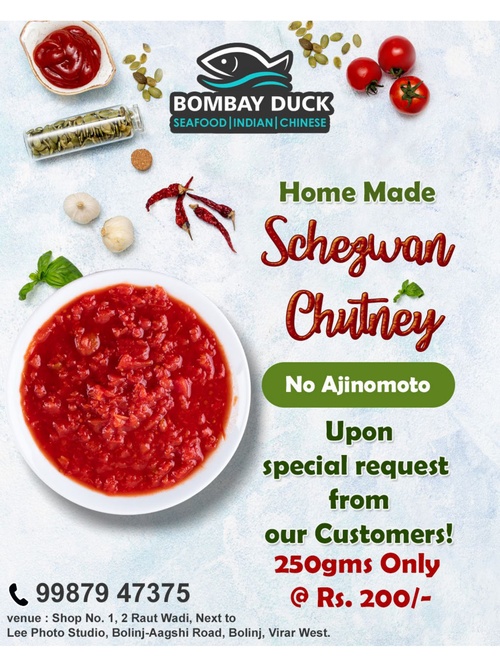 BOMBAY DUCK
SEAFOOD|INDIAN|CHINESE
Home Made
Schezwan
Chutney
No Ajinomoto
Upon
special request
from
our Customers!
250gms Only
@ Rs. 200/-
99879 47375
venue : Shop No. 1, 2 Raut Wadi, Next to
Lee Photo Studio, Bolinj-Aagshi Road, Bolinj, Virar West.